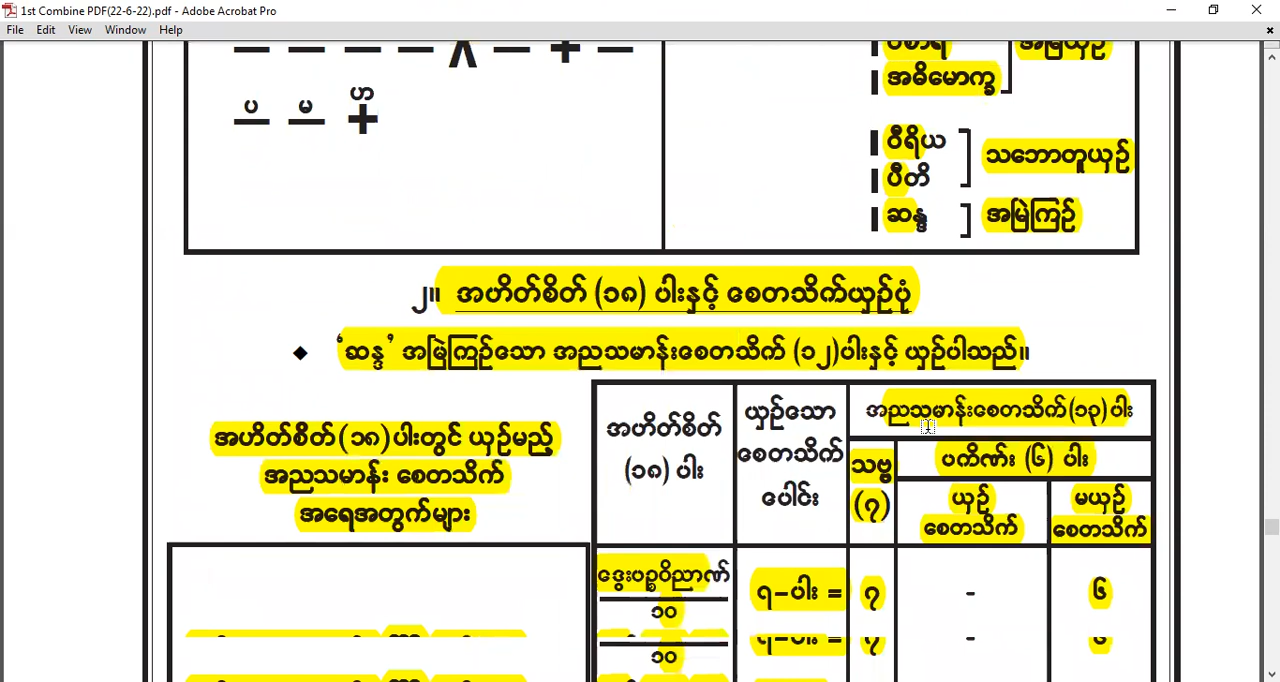 1st Combine PDF(22-6-22).pdf - Adobe Acrobat Pro
File Edit View Window Help
ဝိစာရ
အမြဲယှဉ်
အဓိမောက္ခ
ပ မ ဟ
ဝီရိယ
ပီတိ
သဘောတူယှဉ်
ဆန္ဒ
အမြဲကြဉ်
၂။ အဟိတ်စိတ် (၁၈) ပါးနှင့် စေတသိက်ယှဉ်ပုံ
◆ 'ဆန္ဒ' အမြဲကြဉ်သော အညသမာန်းစေတသိက် (၁၂)ပါးနှင့် ယှဉ်ပါသည်။
အဟိတ်စိတ်(၁၈)ပါးတွင် ယှဉ်မည့်
အညသမာန်း စေတသိက်
အရေအတွက်များ
အဟိတ်စိတ်
(၁၈) ပါး
ယှဉ်သော
စေတသိက်
ပေါင်း
အညသမာန်းစေတသိက်(၁၃)ပါး
သဗ္ဗ
(၇)
ပကိဏ်း (၆) ပါး
ယှဉ်
စေတသိက်
မယှဉ်
စေတသိက်
ဒွေးပဉ္စဝိညာဏ်
၁၀
၇-ပါး = ၇ - ၆
၁၀